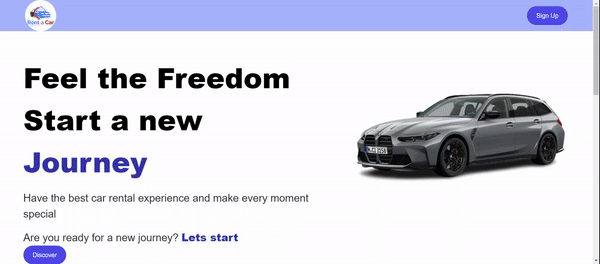 Rent a Car
Sign Up
Feel the Freedom
Start a new
Journey
Have the best car rental experience and make every moment
special
Are you ready for a new journey? Lets start
Discover